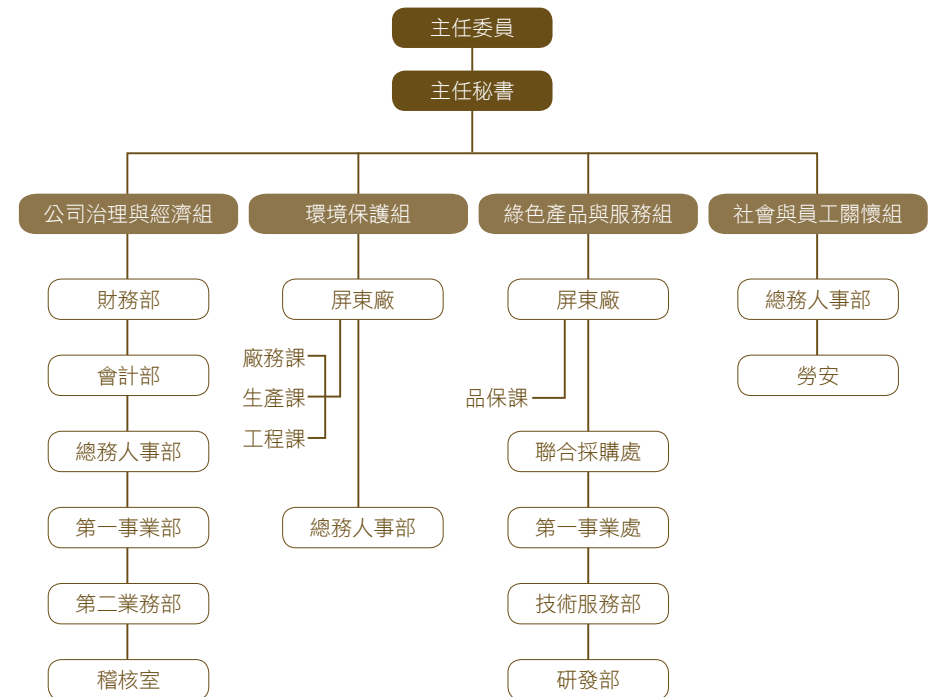 主任委員
主任秘書
公司治理與經濟組
環境保護組
綠色產品與服務組
社會與員工關懷組
財務部
會計部
總務人事部
第一事業部
第二業務部
稽核室
屏東廠
廠務課
生產課
工程課
總務人事部
屏東廠
品保課
聯合採購處
第一事業處
技術服務部
研發部
總務人事部
勞安